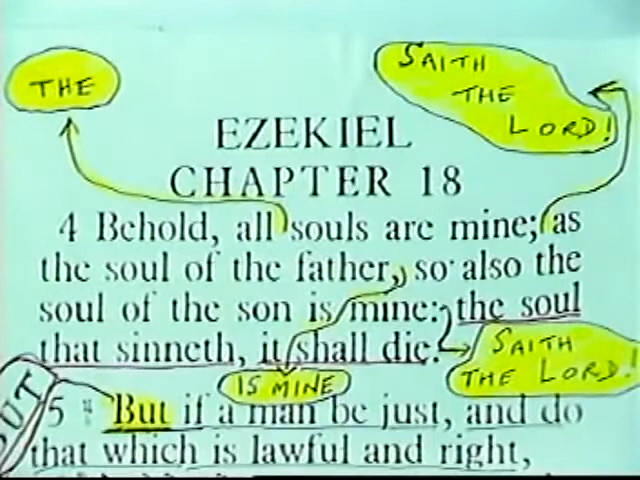 THE
SAITH
THE
LORD!
EZEKIEL
CHAPTER 18
4 Behold, all souls are mine; as
the soul of the father, so also the
soul of the son is mine: the soul
that sinneth, it shall die.
SAITH
THE LORD!
IS MINE
BUT
5 ¶ But if a man be just, and do
that which is lawful and right,